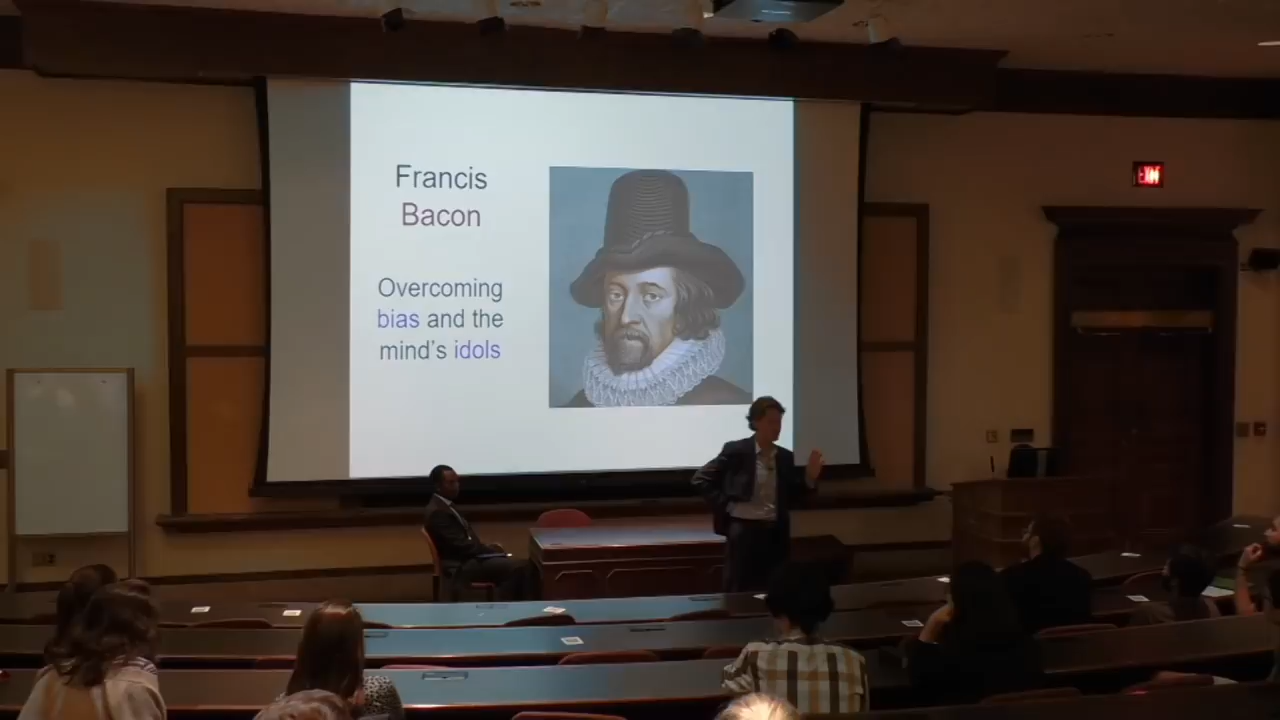 Francis
Bacon
Overcoming
bias and the
mind's idols
EXIT